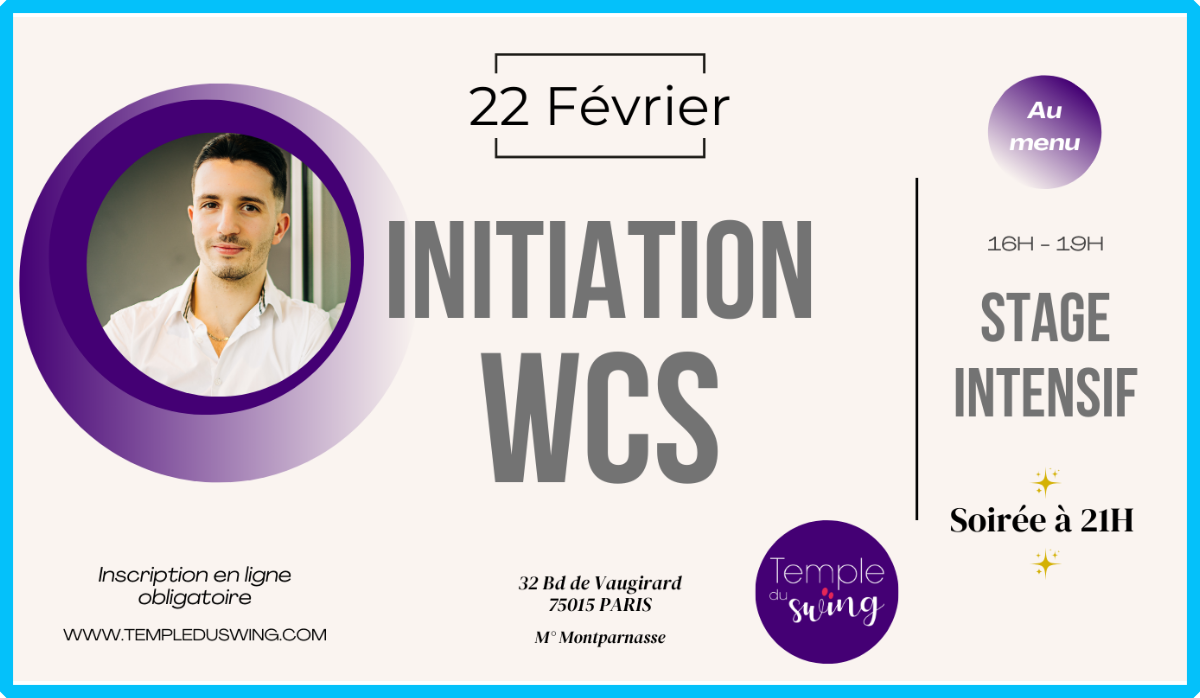 22 Février
INITIATION
WCS
Au
menu
16H - 19H
STAGE
INTENSIF
Soirée à 21H
Inscription en ligne
obligatoire
WWW.TEMPLEDUSWING.COM
32 Bd de Vaugirard
75015 PARIS
M° Montparnasse
Temple
du
swing